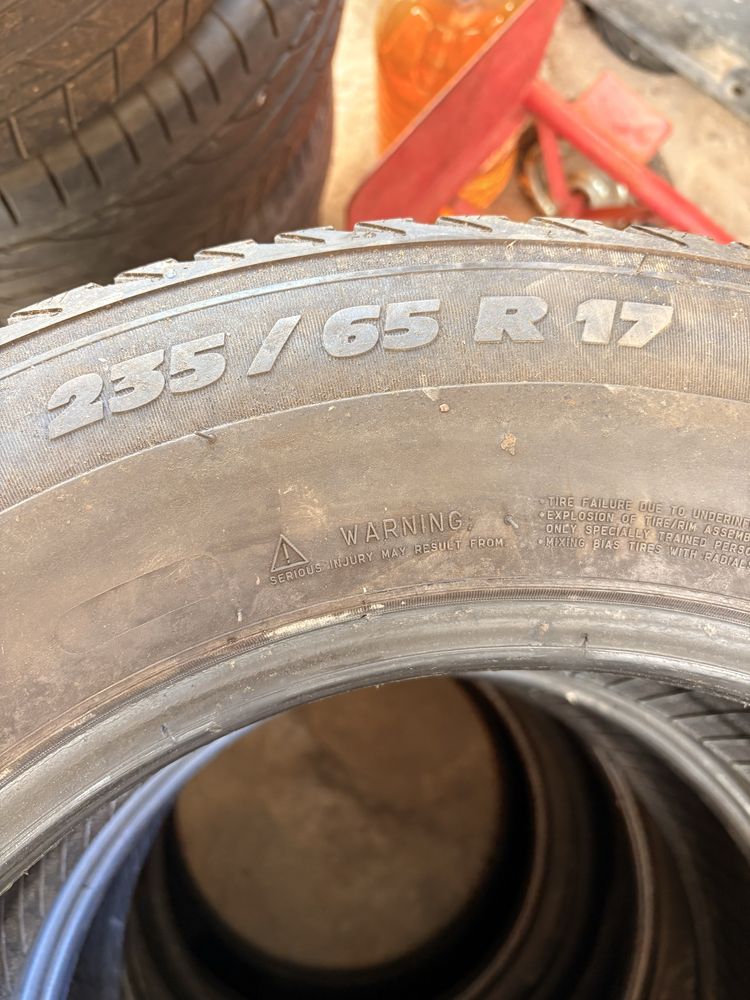 235 / 65 R 17
WARNING:
SERIOUS INJURY MAY RESULT FROM
•TIRE FAILURE DUE TO
•EXPLOSION OF TIRE/RIM
ONLY SPECIALLY TRAINED
•MIXING BIAS TIRES WITH